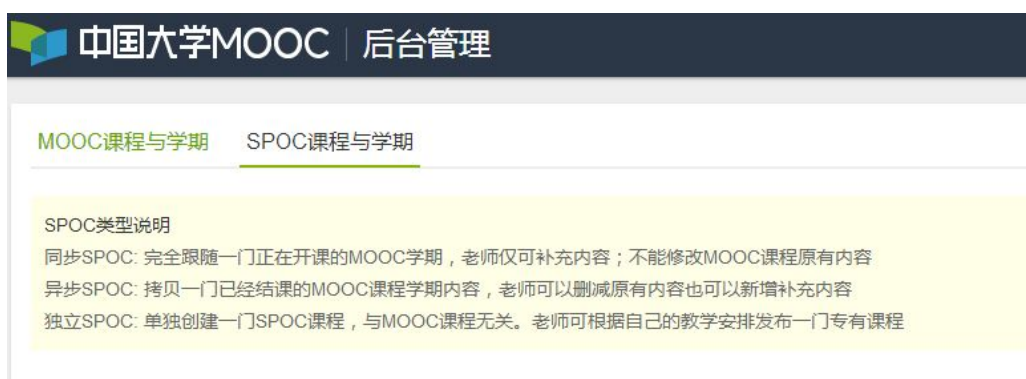 中国大学MOOC | 后台管理
MOOC课程与学期 SPOC课程与学期
SPOC类型说明
同步SPOC: 完全跟随一门正在开课的MOOC学期，老师仅可补充内容；不能修改MOOC课程原有内容
异步SPOC: 拷贝一门已经结课的MOOC课程学期内容，老师可以删减原有内容也可以新增补充内容
独立SPOC: 单独创建一门SPOC课程，与MOOC课程无关。老师可根据自己的教学安排发布一门专有课程